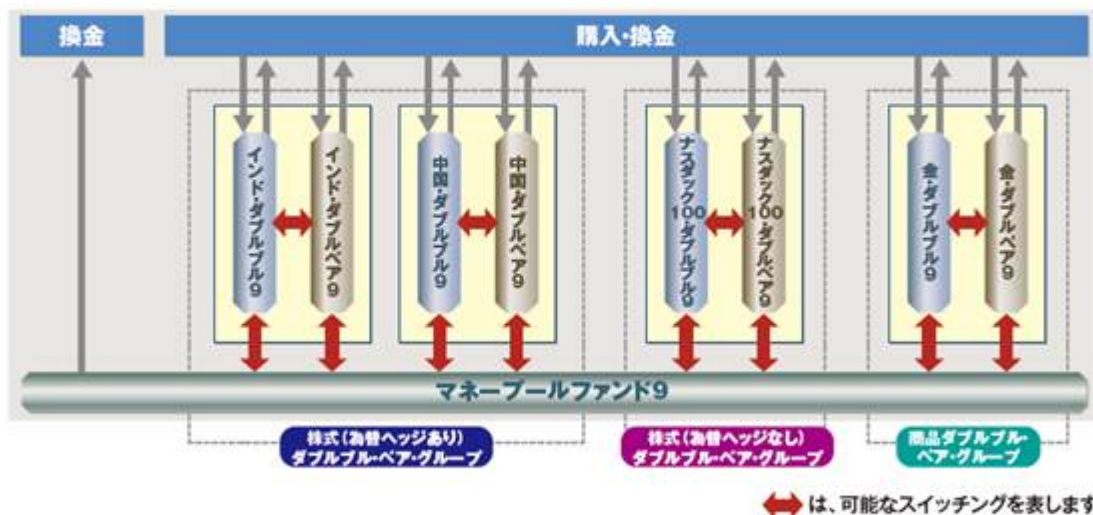 換金
購入・換金
インド・ダブルブル9
インド・ダブルベア9
中国・ダブルブル9
中国・ダブルベア9
ナスダック100・ダブルブル9
ナスダック100・ダブルベア9
金・ダブルブル9
金・ダブルベア9
マネープールファンド9
株式(為替ヘッジあり)
ダブルブル・ベア・グループ
株式(為替ヘッジなし)
ダブルブル・ベア・グループ
商品ダブルブル・
ベア・グループ
は、可能なスイッチングを表します